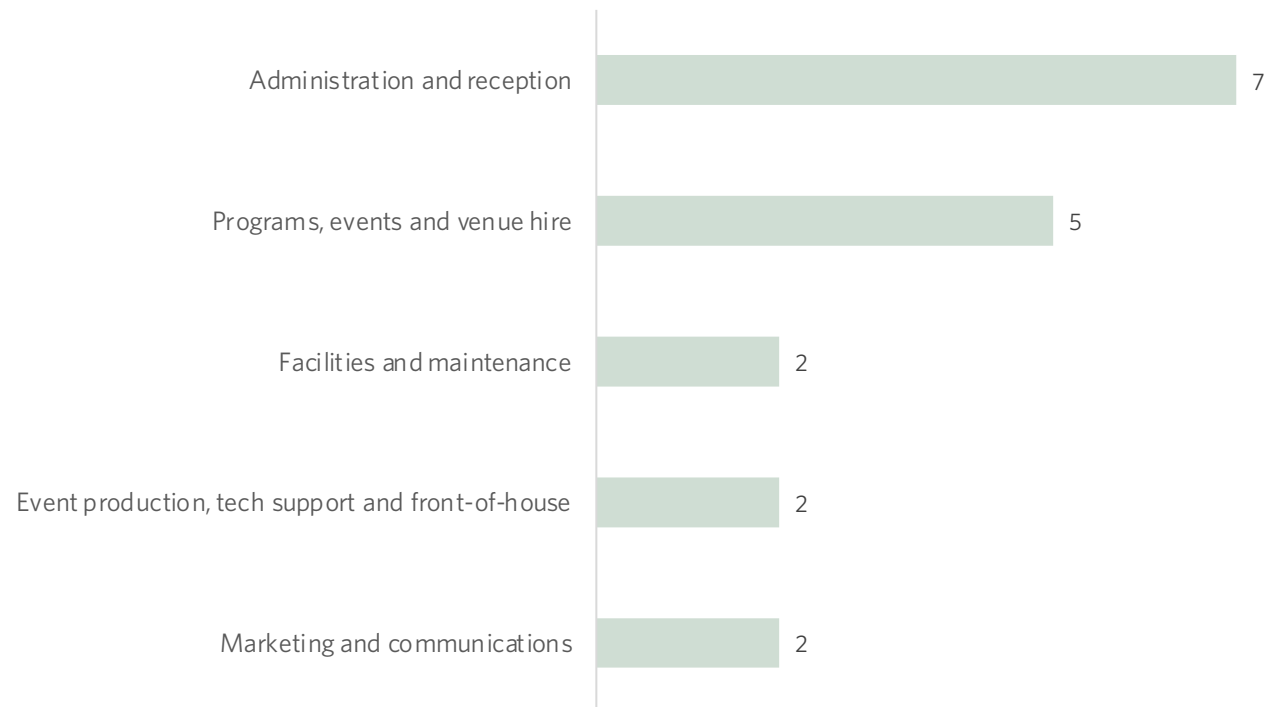 Administration and reception 7
Programs, events and venue hire 5
Facilities and maintenance 2
Event production, tech support and front-of-house 2
Marketing and communications 2